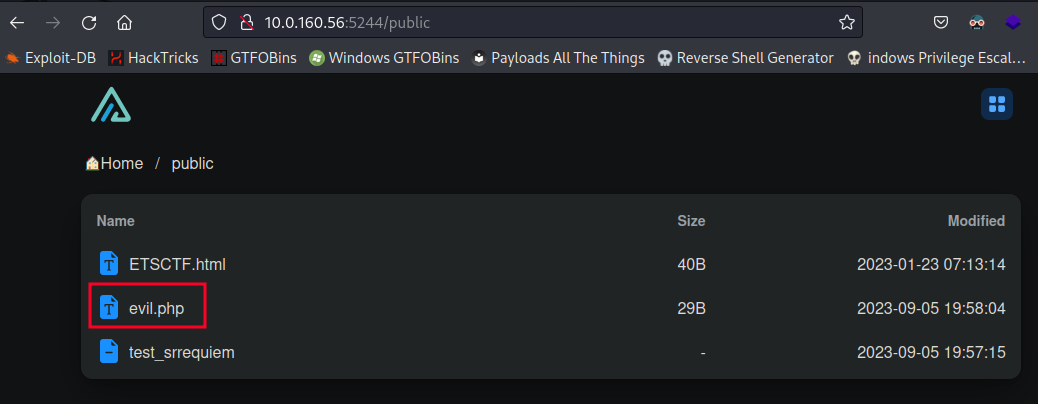 10.0.160.56:5244/public
Exploit-DB HackTricks GTFOBins Windows GTFOBins Payloads All The Things Reverse Shell Generator indows Privilege Escal…
Home / public
Name Size Modified
ETSCTF.html 40B 2023-01-23 07:13:14
evil.php 29B 2023-09-05 19:58:04
test_srrequiem - 2023-09-05 19:57:15